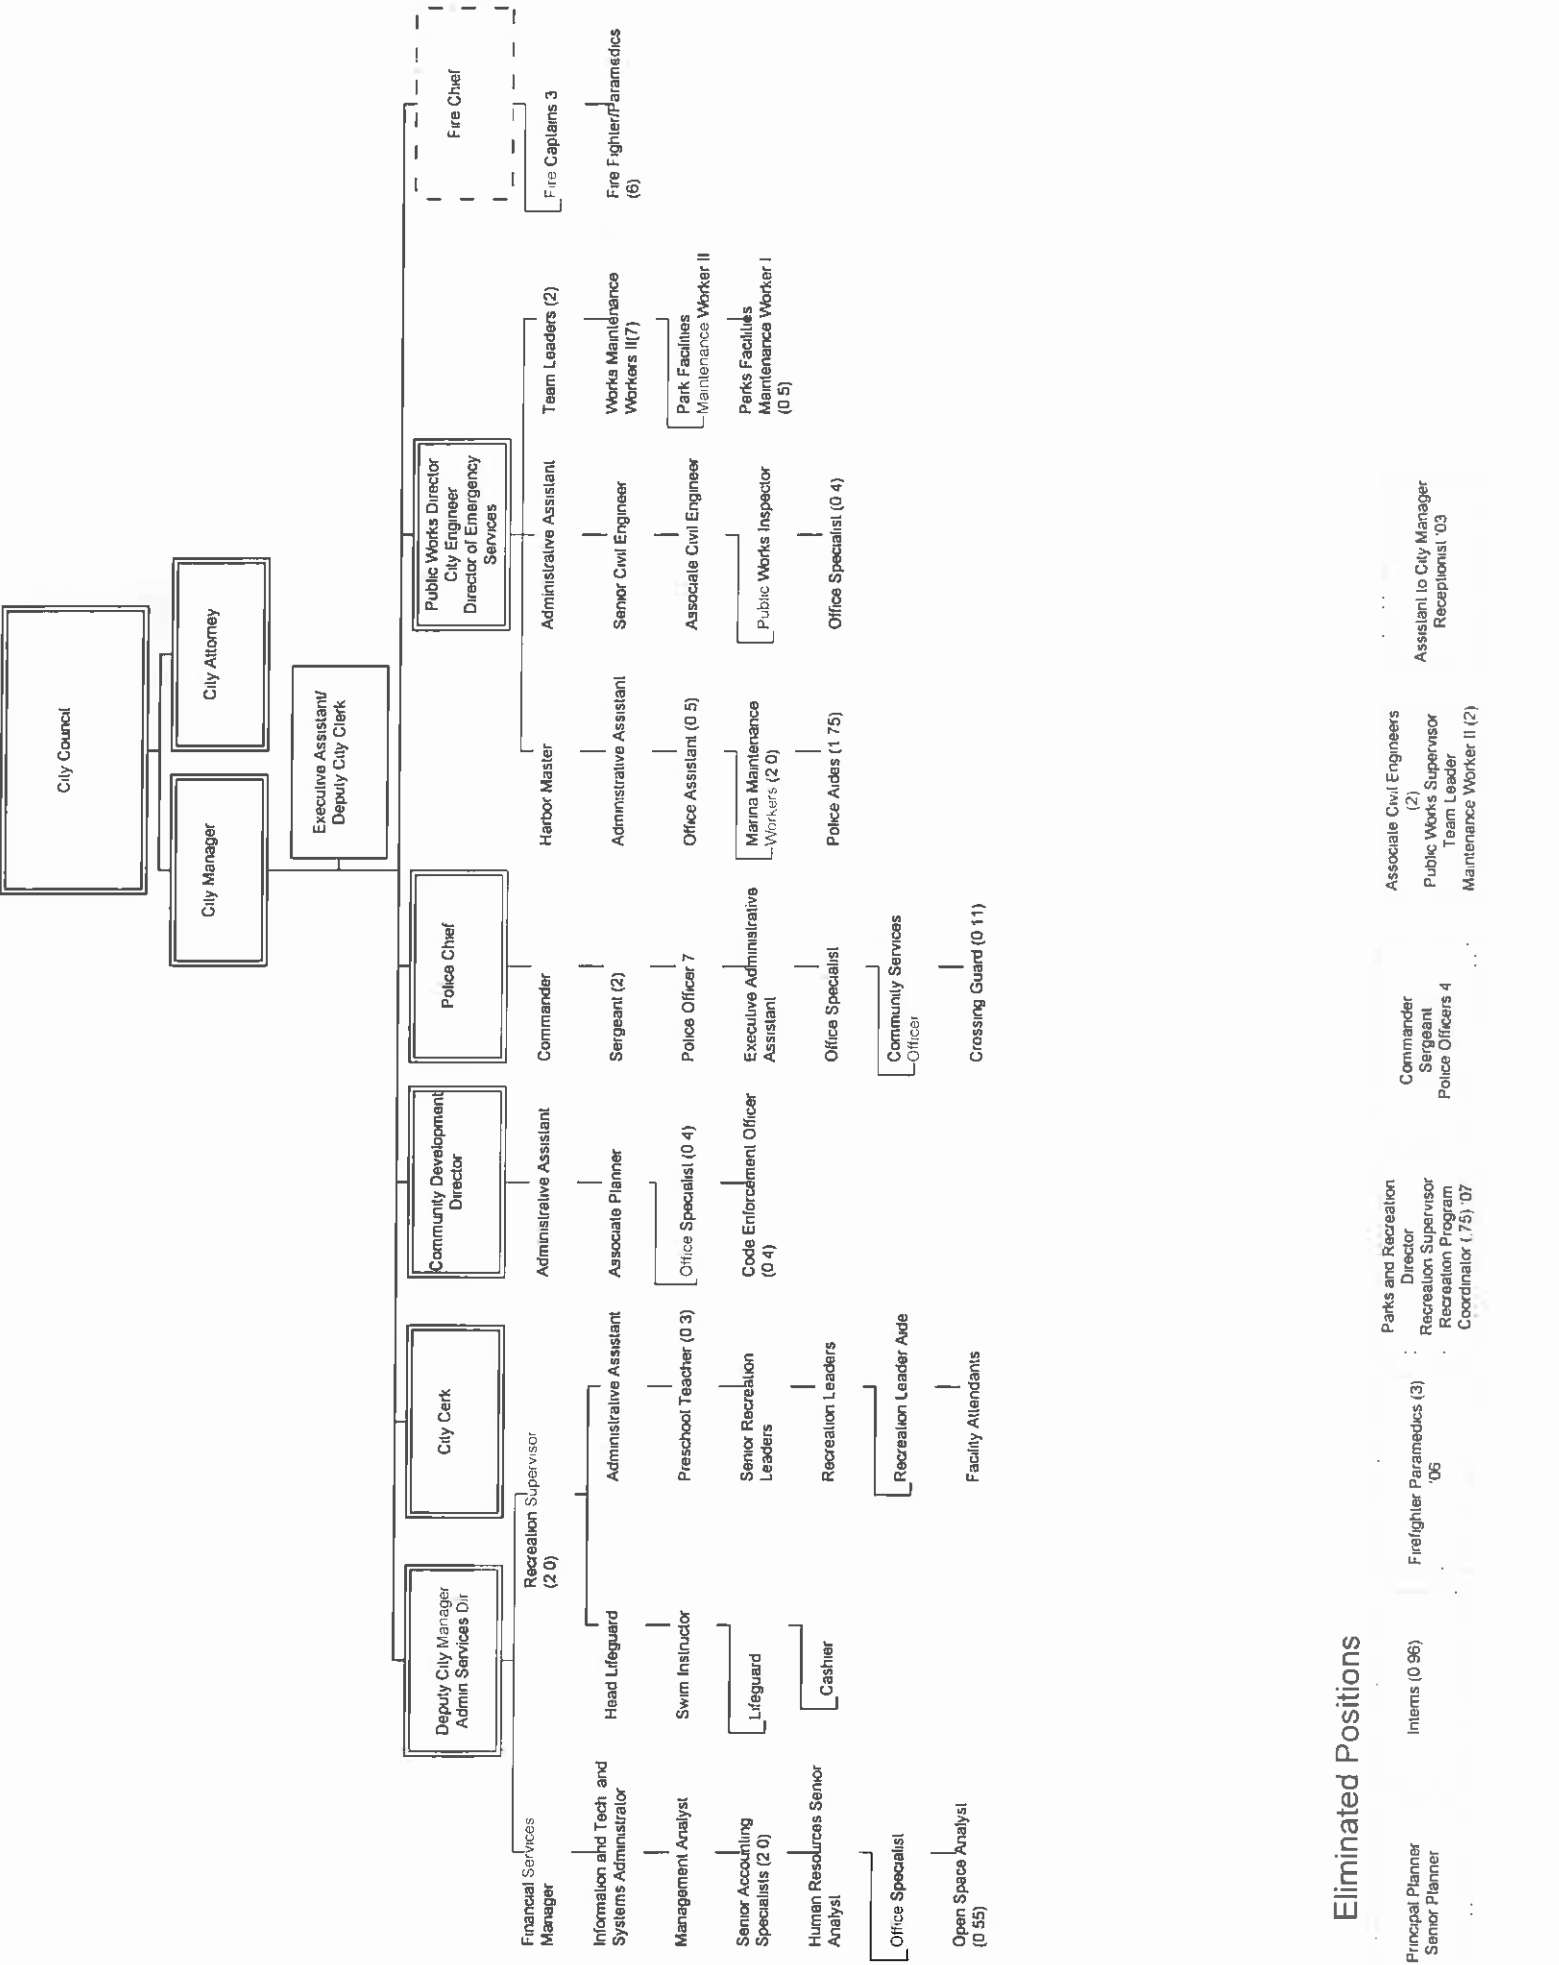 City Council
City Manager
City Attorney
Executive Assistant/
Deputy City Clerk
Deputy City Manager
Admin Services Dir
City Cerk
Community Development
Director
Police Chief
Public Works Director
City Engineer
Director of Emergency
Services
Fire Chief
Financial Services
Manager
Information and Tech and
Systems Administrator
Management Analyst
Senior Accounting
Specialists (2 0)
Human Resources Senior
Analyst
Office Specialist
Open Space Analyst
(0 55)
Recreation Supervisor
(2 0)
Head Lifeguard
Swim Instructor
Lifeguard
Cashier
Administrative Assistant
Preschool Teacher (0 3)
Senior Recreation
Leaders
Recreation Leaders
Recreation Leader Aide
Facility Attendants
Administrative Assistant
Associate Planner
Office Specialist (0 4)
Code Enforcement Officer
(0 4)
Commander
Sergeant (2)
Police Officer 7
Executive Administrative
Assistant
Office Specialist
Community Services
Officer
Crossing Guard (0 11)
Harbor Master
Administrative Assistant
Office Assistant (0 5)
Marina Maintenance
Workers (2 0)
Police Aides (1 75)
Administrative Assistant
Senior Civil Engineer
Associate Civil Engineer
Public Works Inspector
Office Specialist (0 4)
Team Leaders (2)
Works Maintenance
Workers II(7)
Park Facilities
Maintenance Worker II
Parks Facilities
Maintenance Worker I
(0 5)
Fire Captains 3
Fire Fighter/Paramedics
(6)
Eliminated Positions
Principal Planner
Senior Planner
Interns (0 96)
Firefighter Paramedics (3)
'06
Parks and Recreation
Director
Recreation Supervisor
Recreation Program
Coordinator (.75) '07
Commander
Sergeant
Police Officers 4
Associate Civil Engineers
(2)
Public Works Supervisor
Team Leader
Maintenance Worker II (2)
Assistant to City Manager
Receptionist '03